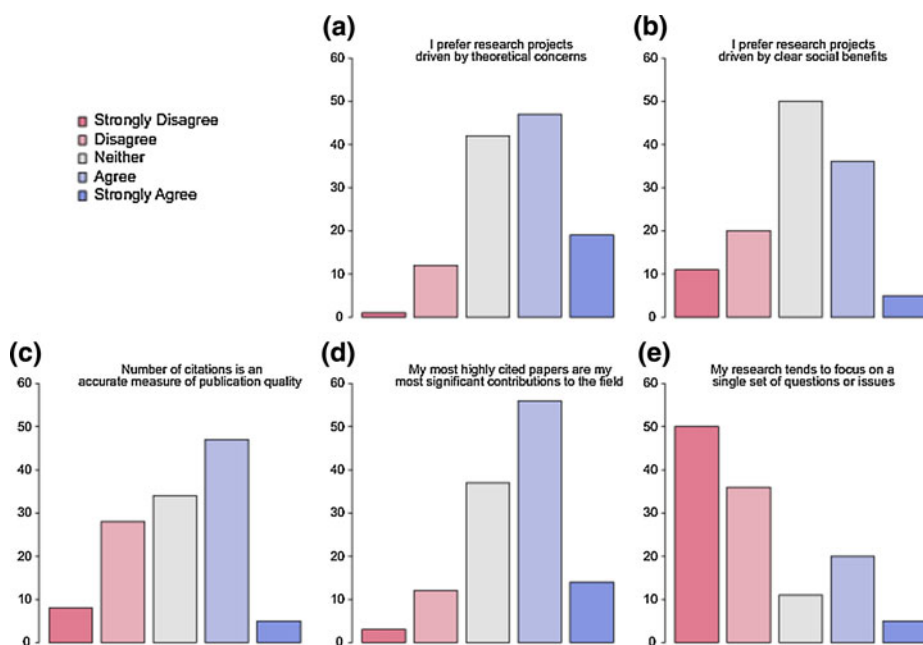 (a)
I prefer research projects
driven by theoretical concerns
60
50
40
30
20
10
0
(b)
I prefer research projects
driven by clear social benefits
60
50
40
30
20
10
0
Strongly Disagree
Disagree
Neither
Agree
Strongly Agree
(c)
Number of citations is an
accurate measure of publication quality
60
50
40
30
20
10
0
(d)
My most highly cited papers are my
most significant contributions to the field
60
50
40
30
20
10
0
(e)
My research tends to focus on a
single set of questions or issues
60
50
40
30
20
10
0